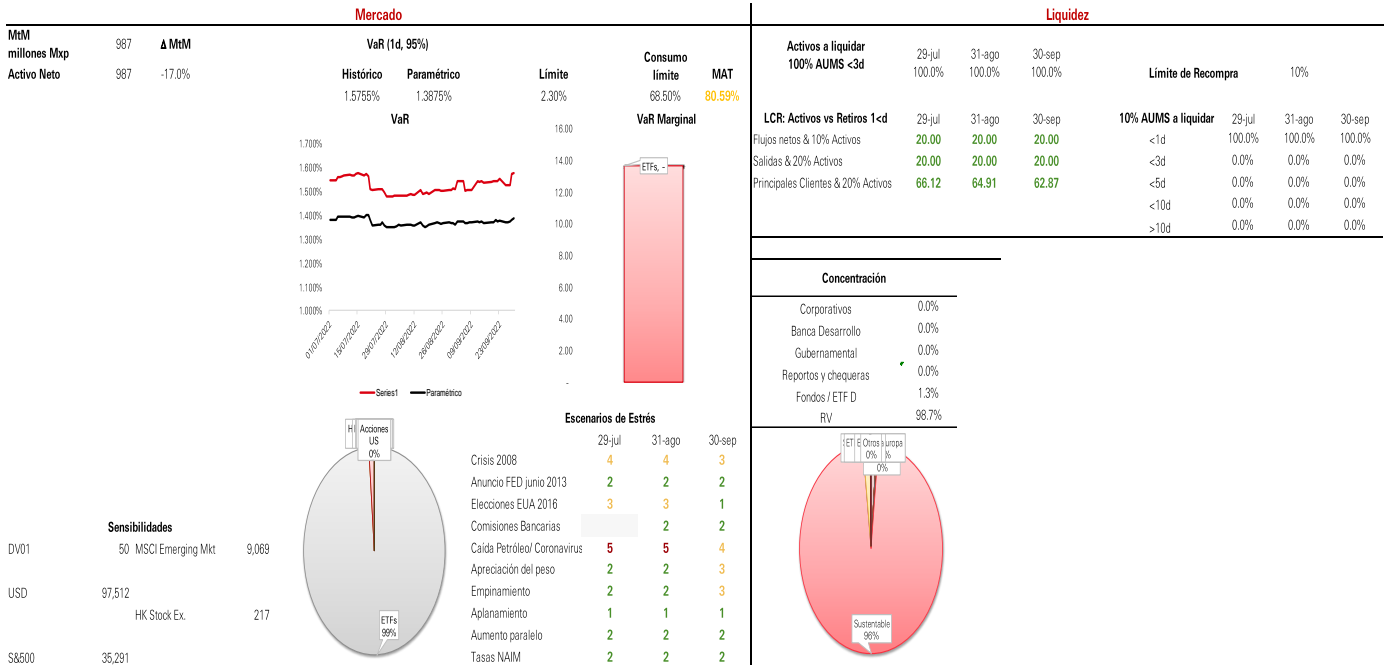 Mercado
MtM
millones Mxp
987
Δ MtM
VaR (1d, 95%)
Activo Neto
987
-17.0%
Histórico
Paramétrico
Límite
Consumo
límite
MAT
1.5755%
1.3875%
2.30%
68.50%
80.59%
VaR
1.700%
1.600%
1.500%
1.400%
1.300%
1.200%
1.100%
1.000%
01/07/2022
15/07/2022
29/07/2022
12/08/2022
26/08/2022
09/09/2022
23/09/2022
Series1
Paramétrico
VaR Marginal
16.00
14.00
12.00
10.00
8.00
6.00
4.00
2.00
-
ETFs, -
Sensibilidades
DV01
50
MSCI Emerging Mkt
9,069
USD
97,512
HK Stock Ex.
217
S&500
35,291
Acciones
US
0%
ETFs
99%
Escenarios de Estrés
29-jul 31-ago 30-sep
Crisis 2008 4 4 3
Anuncio FED junio 2013 2 2 2
Elecciones EUA 2016 3 3 1
Comisiones Bancarias 2 2
Caída Petróleo/ Coronavirus 5 5 4
Apreciación del peso 2 2 3
Empinamiento 2 2 3
Aplanamiento 1 1 1
Aumento paralelo 2 2 2
Tasas NAIM 2 2 2
Liquidez
Activos a liquidar
100% AUMS <3d
29-jul 31-ago 30-sep
100.0% 100.0% 100.0%
Límite de Recompra 10%
LCR: Activos vs Retiros 1<d 29-jul 31-ago 30-sep
Flujos netos & 10% Activos 20.00 20.00 20.00
Salidas & 20% Activos 20.00 20.00 20.00
Principales Clientes & 20% Activos 66.12 64.91 62.87
10% AUMS a liquidar 29-jul 31-ago 30-sep
<1d 100.0% 100.0% 100.0%
<3d 0.0% 0.0% 0.0%
<5d 0.0% 0.0% 0.0%
<10d 0.0% 0.0% 0.0%
>10d 0.0% 0.0% 0.0%
Concentración
Corporativos 0.0%
Banca Desarrollo 0.0%
Gubernamental 0.0%
Reportos y chequeras 0.0%
Fondos / ETF D 1.3%
RV 98.7%
Otros
0%
0%
Sustentable
96%